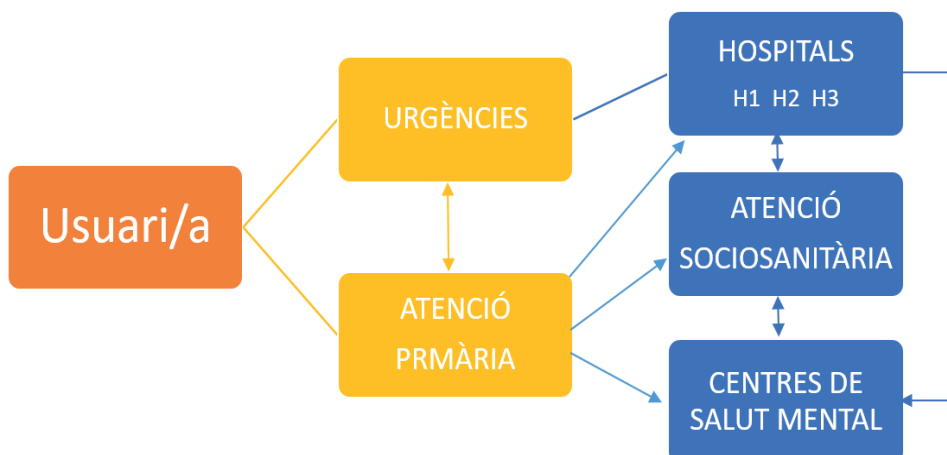 Usuari/a
URGÈNCIES
ATENCIÓ
PRMÀRIA
HOSPITALS
H1 H2 H3
ATENCIÓ
SOCIOSANITÀRIA
CENTRES DE
SALUT MENTAL